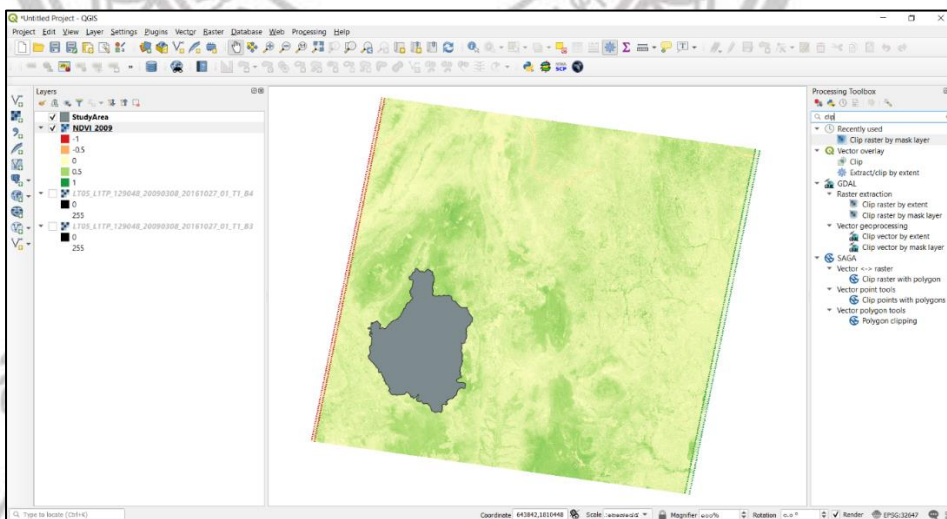 *Untitled Project - QGIS
Project Edit View Layer Settings Plugins Vector Raster Database Web Processing Help
Layers
StudyArea
NDVI_2009
-1
-0.5
0
0.5
1
LT05_L1TP_129048_20090308_20161027_01_T1_B4
0
255
LT05_L1TP_129048_20090308_20161027_01_T1_B3
0
255
Processing Toolbox
clip
Recently used
Clip raster by mask layer
Vector overlay
Clip
Extract/clip by extent
GDAL
Raster extraction
Clip raster by extent
Clip raster by mask layer
Vector geoprocessing
Clip vector by extent
Clip vector by mask layer
SAGA
Vector <-> raster
Clip raster with polygon
Vector point tools
Clip points with polygons
Vector polygon tools
Polygon clipping
Type to locate (Ctrl+K)
Coordinate 643842,1810448 Scale Magnifier Rotation Render EPSG:32647